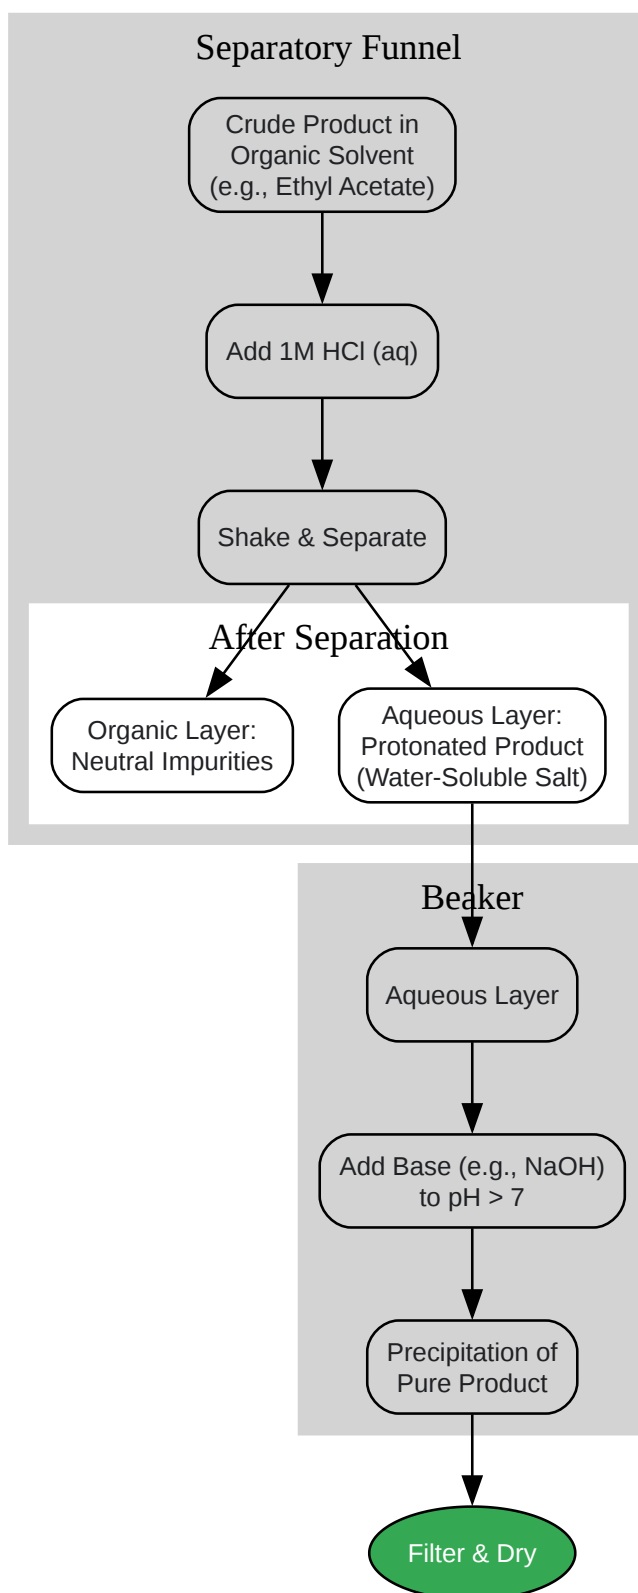 Separatory Funnel
Crude Product in
Organic Solvent
(e.g., Ethyl Acetate)
Add 1M HCl (aq)
Shake & Separate
After Separation
Organic Layer:
Neutral Impurities
Aqueous Layer:
Protonated Product
(Water-Soluble Salt)
Beaker
Aqueous Layer
Add Base (e.g., NaOH)
to pH > 7
Precipitation of
Pure Product
Filter & Dry